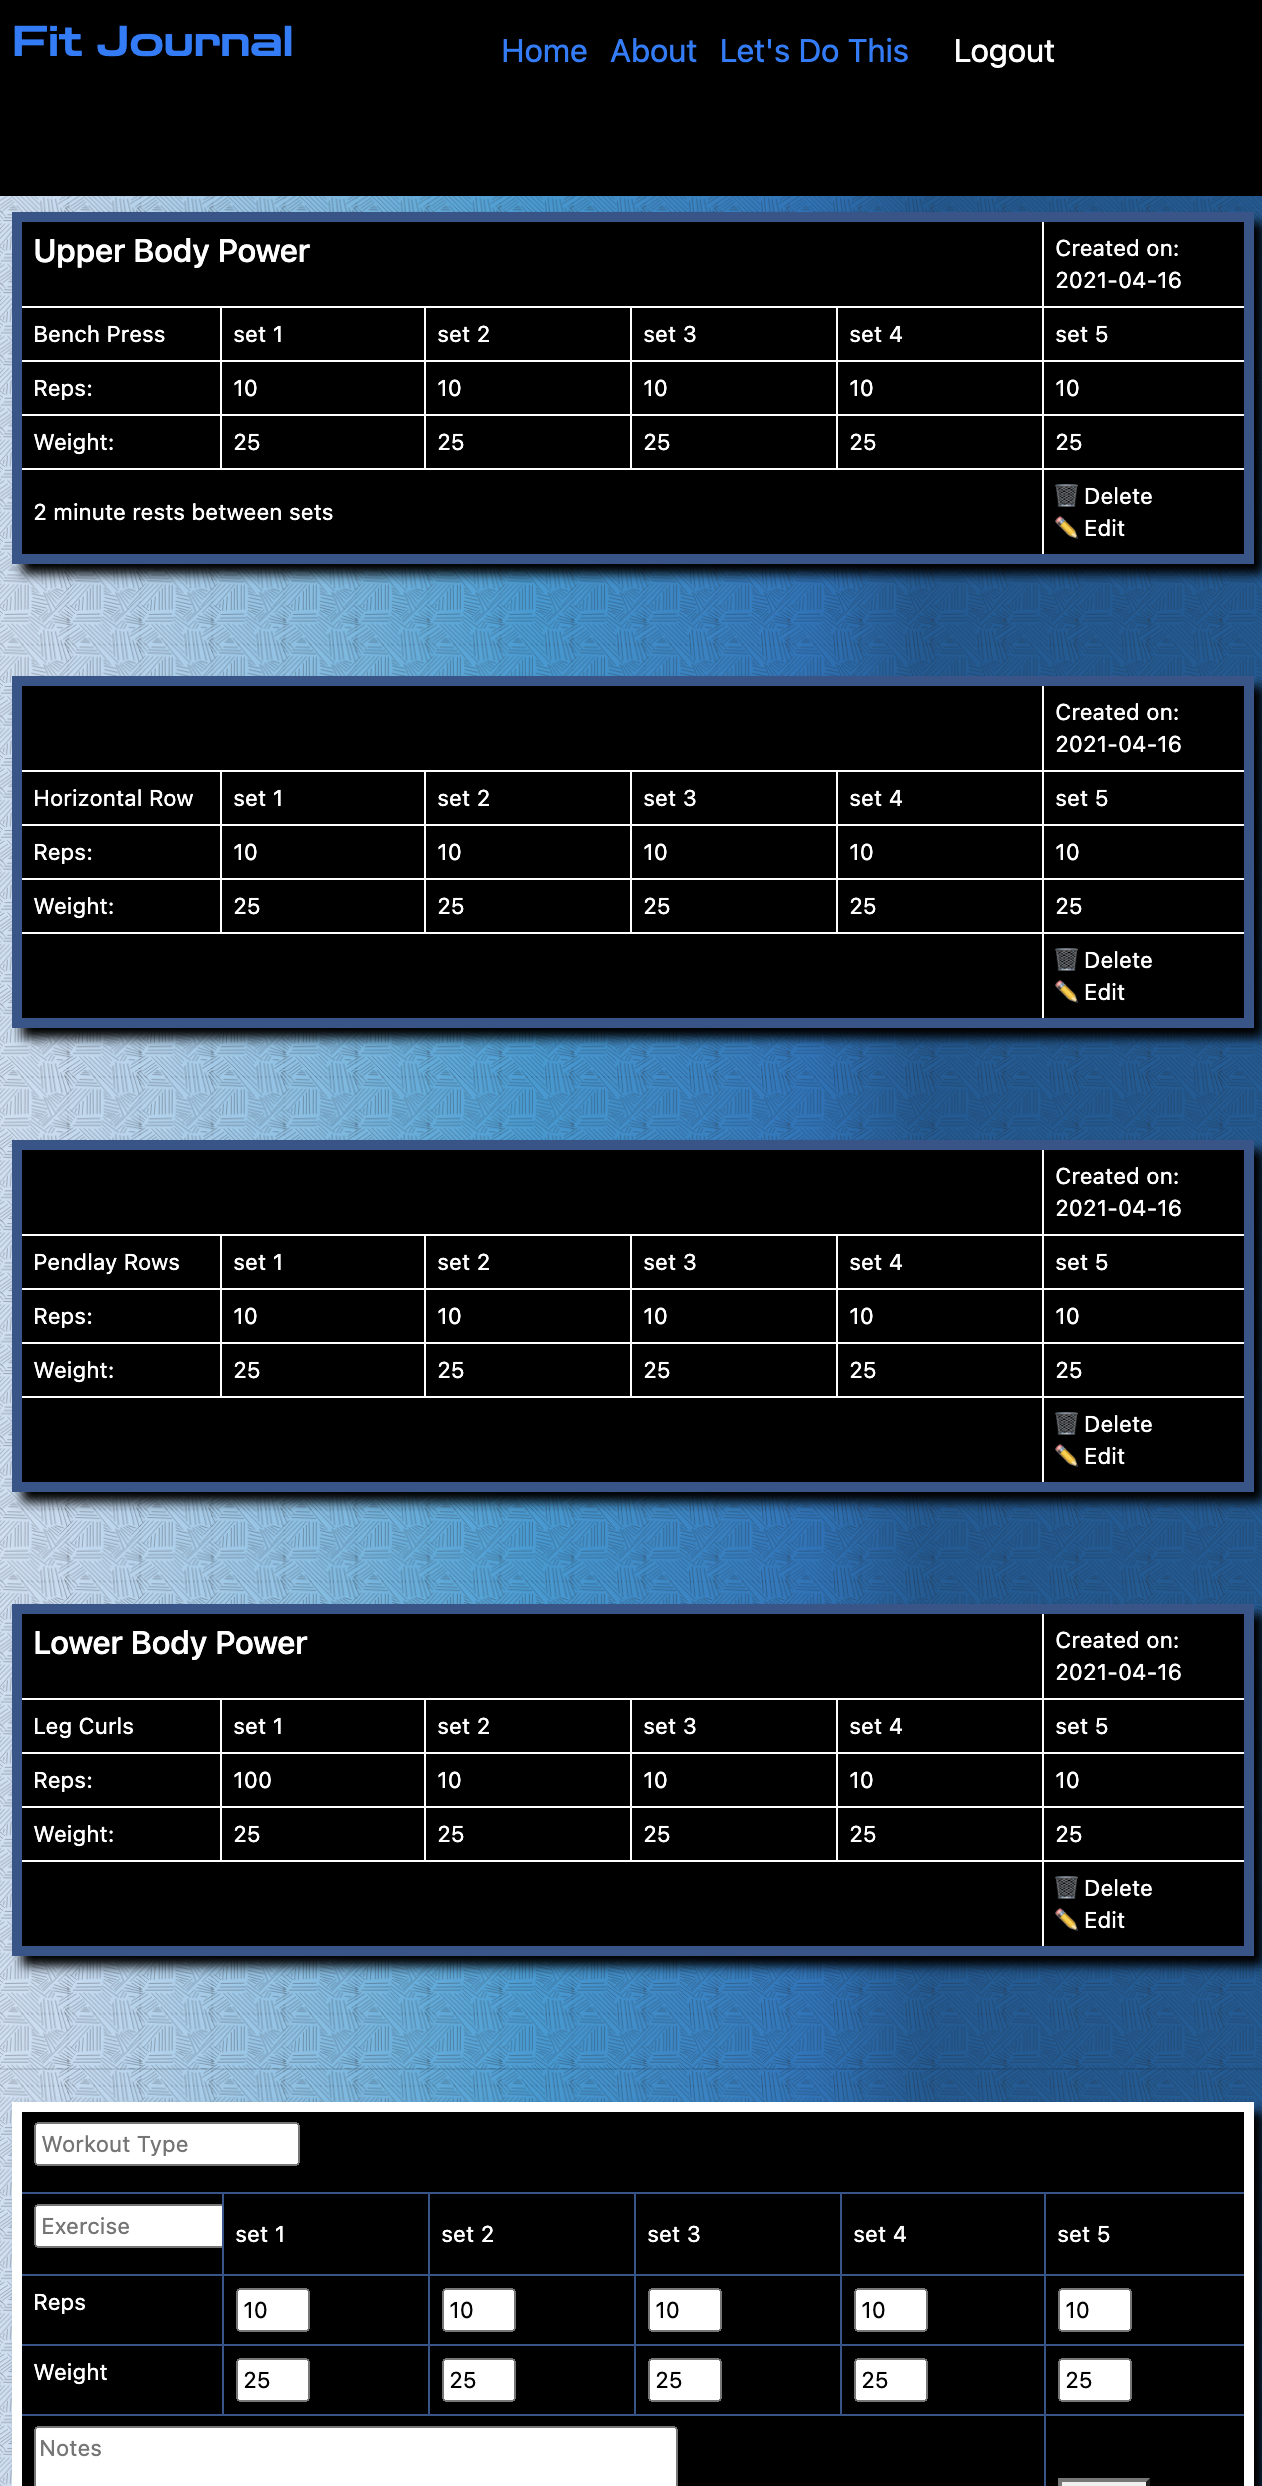 Fit Journal
Home About Let's Do This Logout
Upper Body Power
Created on:
2021-04-16
Bench Press set 1 set 2 set 3 set 4 set 5
Reps: 10 10 10 10 10
Weight: 25 25 25 25 25
2 minute rests between sets
Delete
Edit
Created on:
2021-04-16
Horizontal Row set 1 set 2 set 3 set 4 set 5
Reps: 10 10 10 10 10
Weight: 25 25 25 25 25
Delete
Edit
Created on:
2021-04-16
Pendlay Rows set 1 set 2 set 3 set 4 set 5
Reps: 10 10 10 10 10
Weight: 25 25 25 25 25
Delete
Edit
Lower Body Power
Created on:
2021-04-16
Leg Curls set 1 set 2 set 3 set 4 set 5
Reps: 100 10 10 10 10
Weight: 25 25 25 25 25
Delete
Edit
Workout Type
Exercise set 1 set 2 set 3 set 4 set 5
Reps 10 10 10 10 10
Weight 25 25 25 25 25
Notes